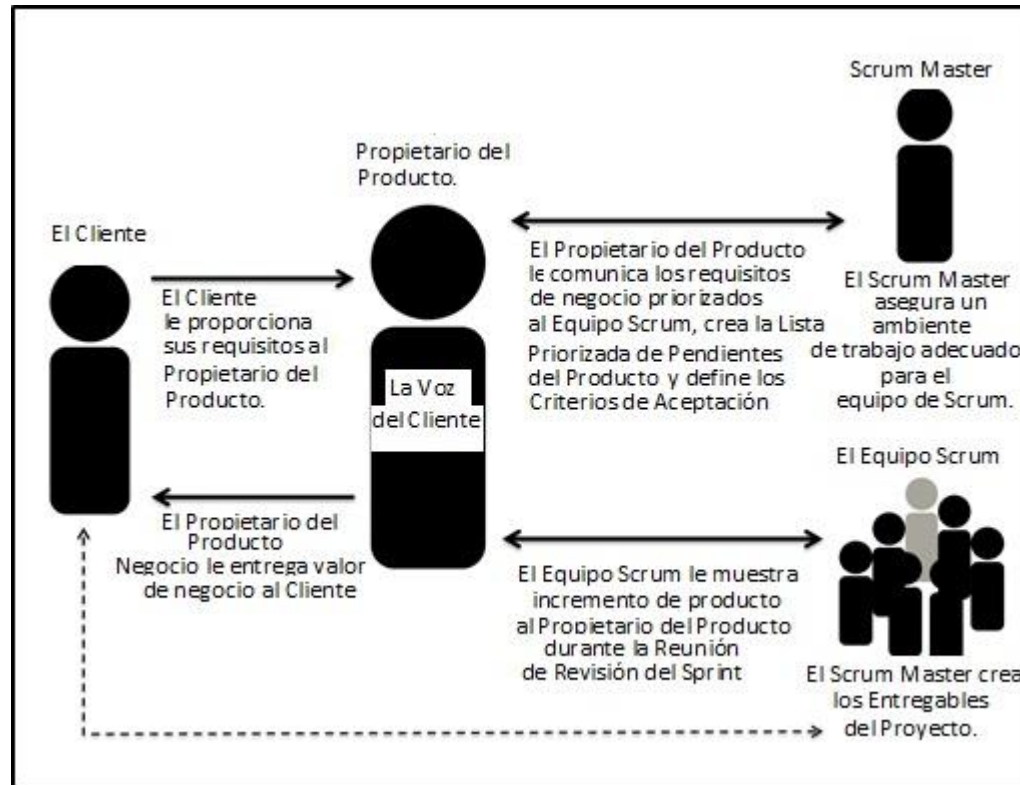 Scrum Master
Propietario del
Producto.
El Cliente
El Cliente
le proporciona
sus requisitos al
Propietario del
Producto.
La Voz
del Cliente
El Propietario del Producto
le comunica los requisitos
de negocio priorizados
al Equipo Scrum, crea la Lista
Priorizada de Pendientes
del Producto y define los
Criterios de Aceptación
El Scrum Master
asegura un
ambiente
de trabajo adecuado
para el
equipo de Scrum.
El Equipo Scrum
El Propietario del
Producto
Negocio le entrega valor
de negocio al Cliente
El Equipo Scrum le muestra
incremento de producto
al Propietario del Producto
durante la Reunión
de Revisión del Sprint
El Scrum Master crea
los Entregables
del Proyecto.